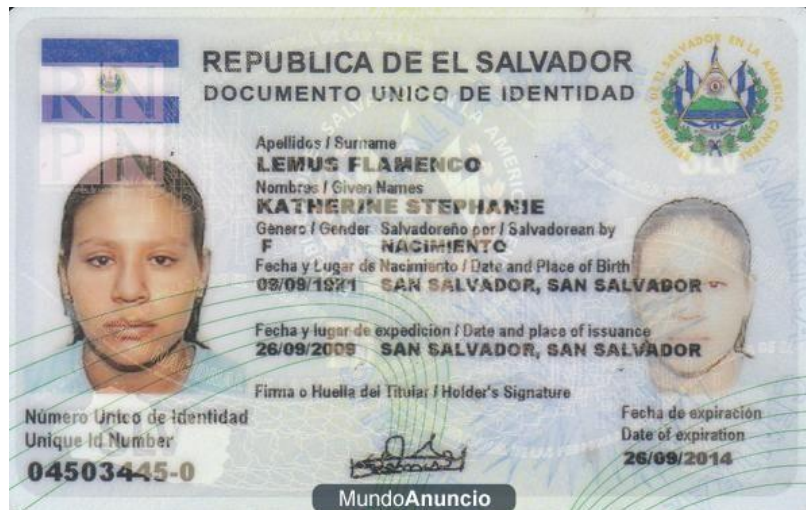 RN
PN
REPUBLICA DE EL SALVADOR
DOCUMENTO UNICO DE IDENTIDAD
Apellidos / Surname
LEMUS FLAMENCO
Nombres / Given Names
KATHERINE STEPHANIE
Género / Gender Salvadoreño por / Salvadorean by
F NACIMIENTO
Fecha y Lugar de Nacimiento / Date and Place of Birth
SAN SALVADOR, SAN SALVADOR
Fecha y lugar de expedicion / Date and place of issuance
26/09/2009 SAN SALVADOR, SAN SALVADOR
Firma o Huella del Titular / Holder's Signature
Número Unico de Identidad
Unique Id Number
04503445-0
Fecha de expiración
Date of expiration
26/09/2014
MundoAnuncio